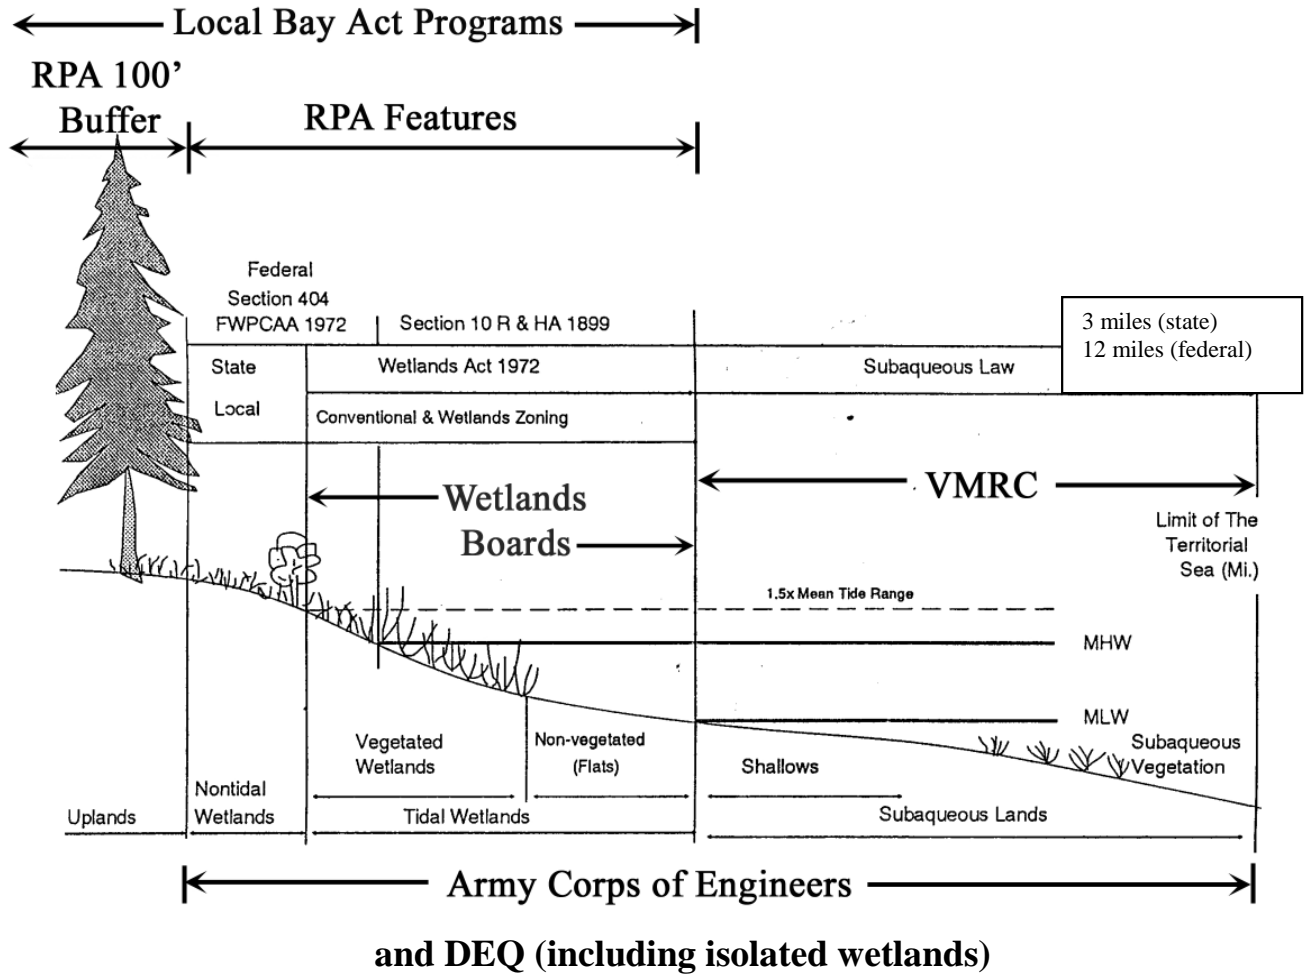 Local Bay Act Programs
RPA 100’
Buffer
RPA Features
Federal
Section 404
FWPCAA 1972
Section 10 R & HA 1899
3 miles (state)
12 miles (federal)
State
Wetlands Act 1972
Subaqueous Law
Local
Conventional & Wetlands Zoning
Wetlands
Boards
VMRC
Limit of The
Territorial
Sea (Mi.)
1.5x Mean Tide Range
MHW
MLW
Vegetated
Wetlands
Non-vegetated
(Flats)
Shallows
Subaqueous
Vegetation
Nontidal
Wetlands
Uplands
Tidal Wetlands
Subaqueous Lands
Army Corps of Engineers
and DEQ (including isolated wetlands)